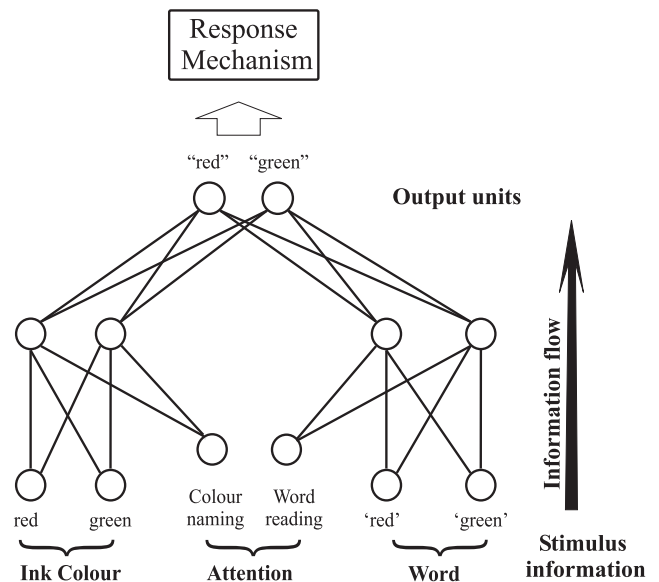 Response
Mechanism
“red” “green”
Output units
Information flow
Colour naming
Word reading
red green
‘red’ ‘green’
Stimulus information
Ink Colour
Attention
Word